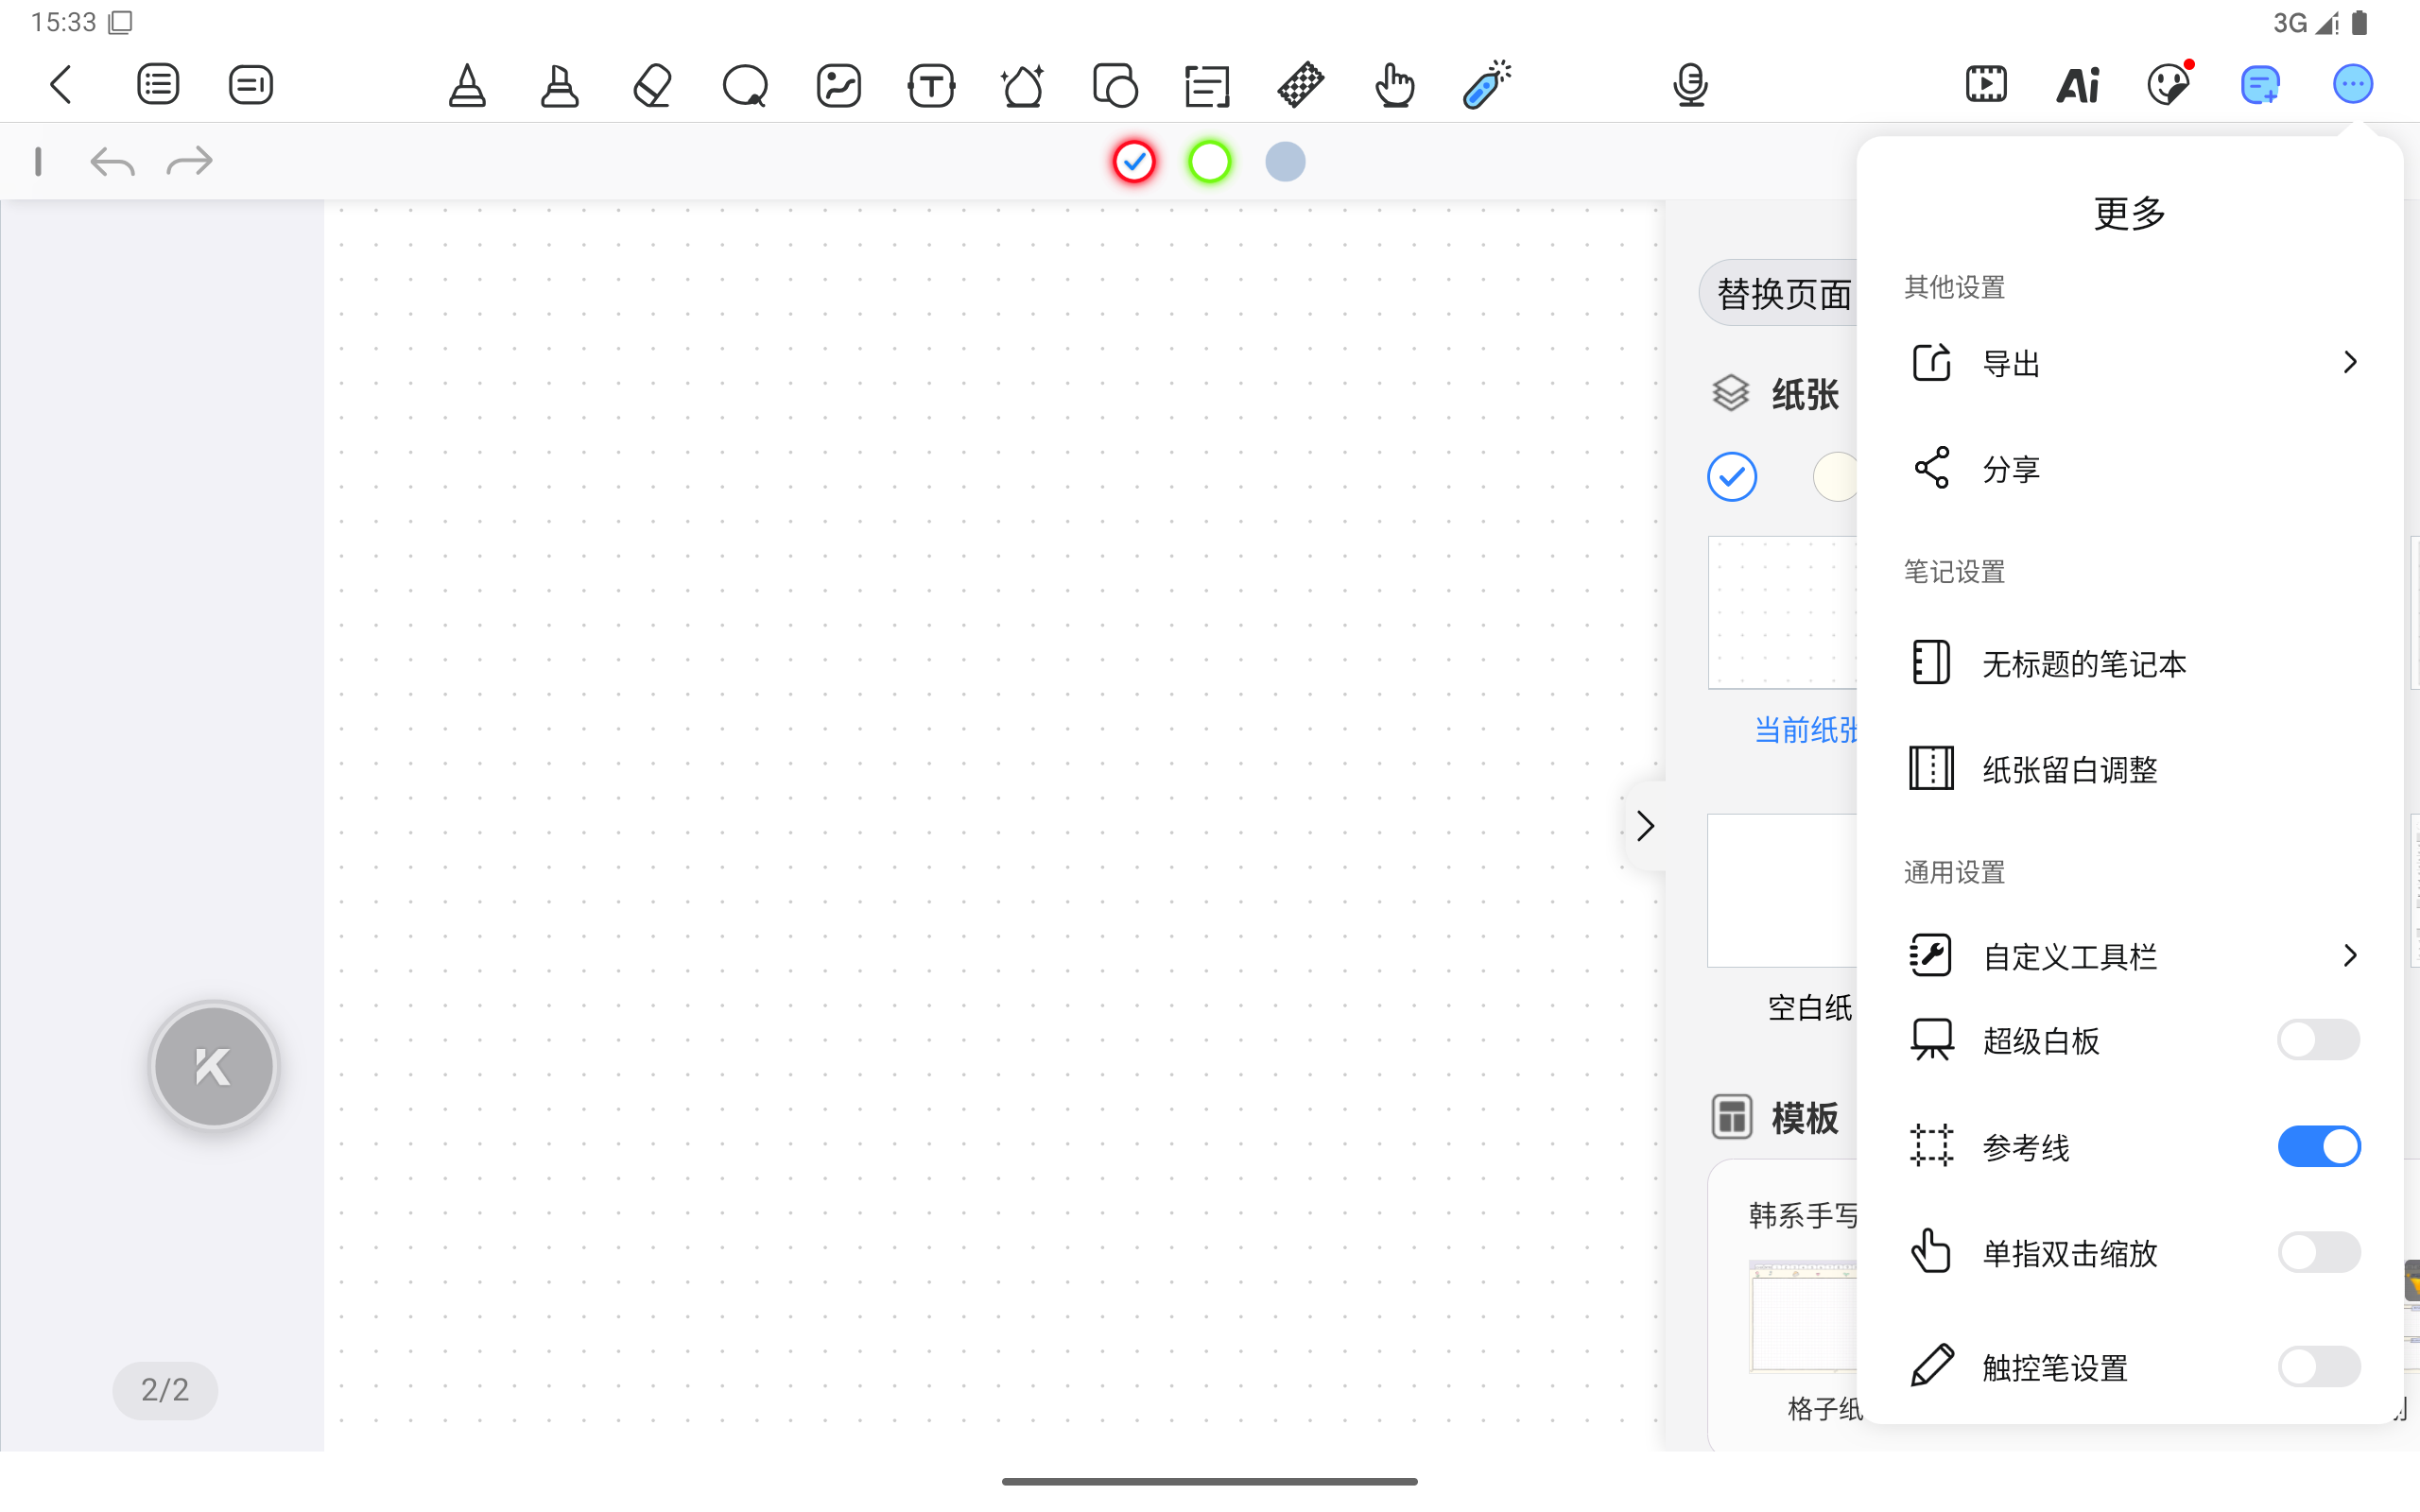 15:33
3G
Ai
更多
其他设置
导出
分享
笔记设置
无标题的笔记本
纸张留白调整
通用设置
自定义工具栏
超级白板
参考线
单指双击缩放
触控笔设置
替换页面
纸张
当前纸张
空白纸
模板
韩系手写
格子纸
K
2/2